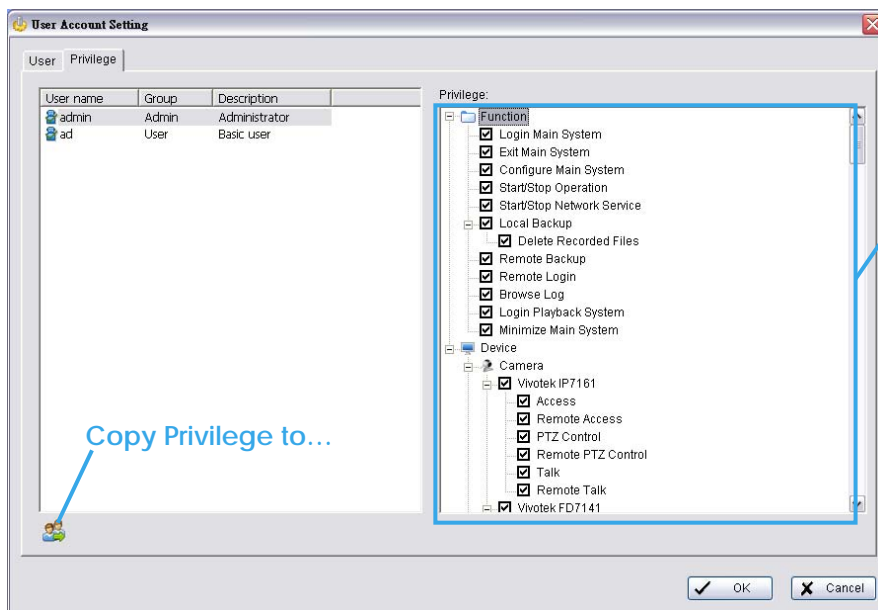 User Account Setting
User Privilege
User name Group Description
admin Admin Administrator
ad User Basic user
Copy Privilege to...
Privilege:
Function
Login Main System
Exit Main System
Configure Main System
Start/Stop Operation
Start/Stop Network Service
Local Backup
Delete Recorded Files
Remote Backup
Remote Login
Browse Log
Login Playback System
Minimize Main System
Device
Camera
Vivotek IP7161
Access
Remote Access
PTZ Control
Remote PTZ Control
Talk
Remote Talk
Vivotek FD7141
OK Cancel